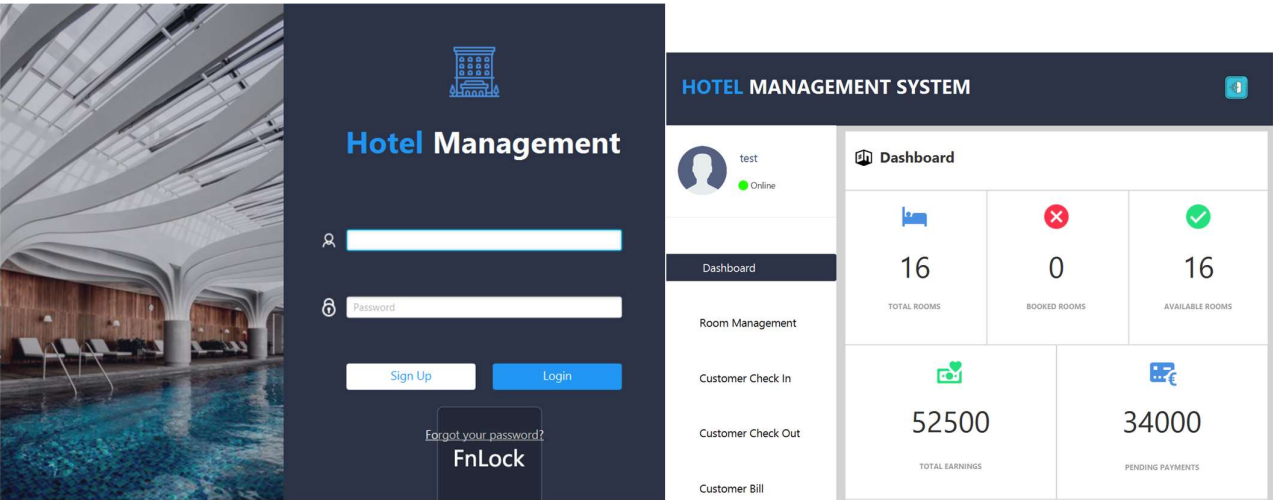 Hotel Management
Password
Sign Up
Login
Forgot your password?
FnLock
HOTEL MANAGEMENT SYSTEM
test
Online
Dashboard
Room Management
Customer Check In
Customer Check Out
Customer Bill
Dashboard
16
TOTAL ROOMS
0
BOOKED ROOMS
16
AVAILABLE ROOMS
52500
TOTAL EARNINGS
34000
PENDING PAYMENTS